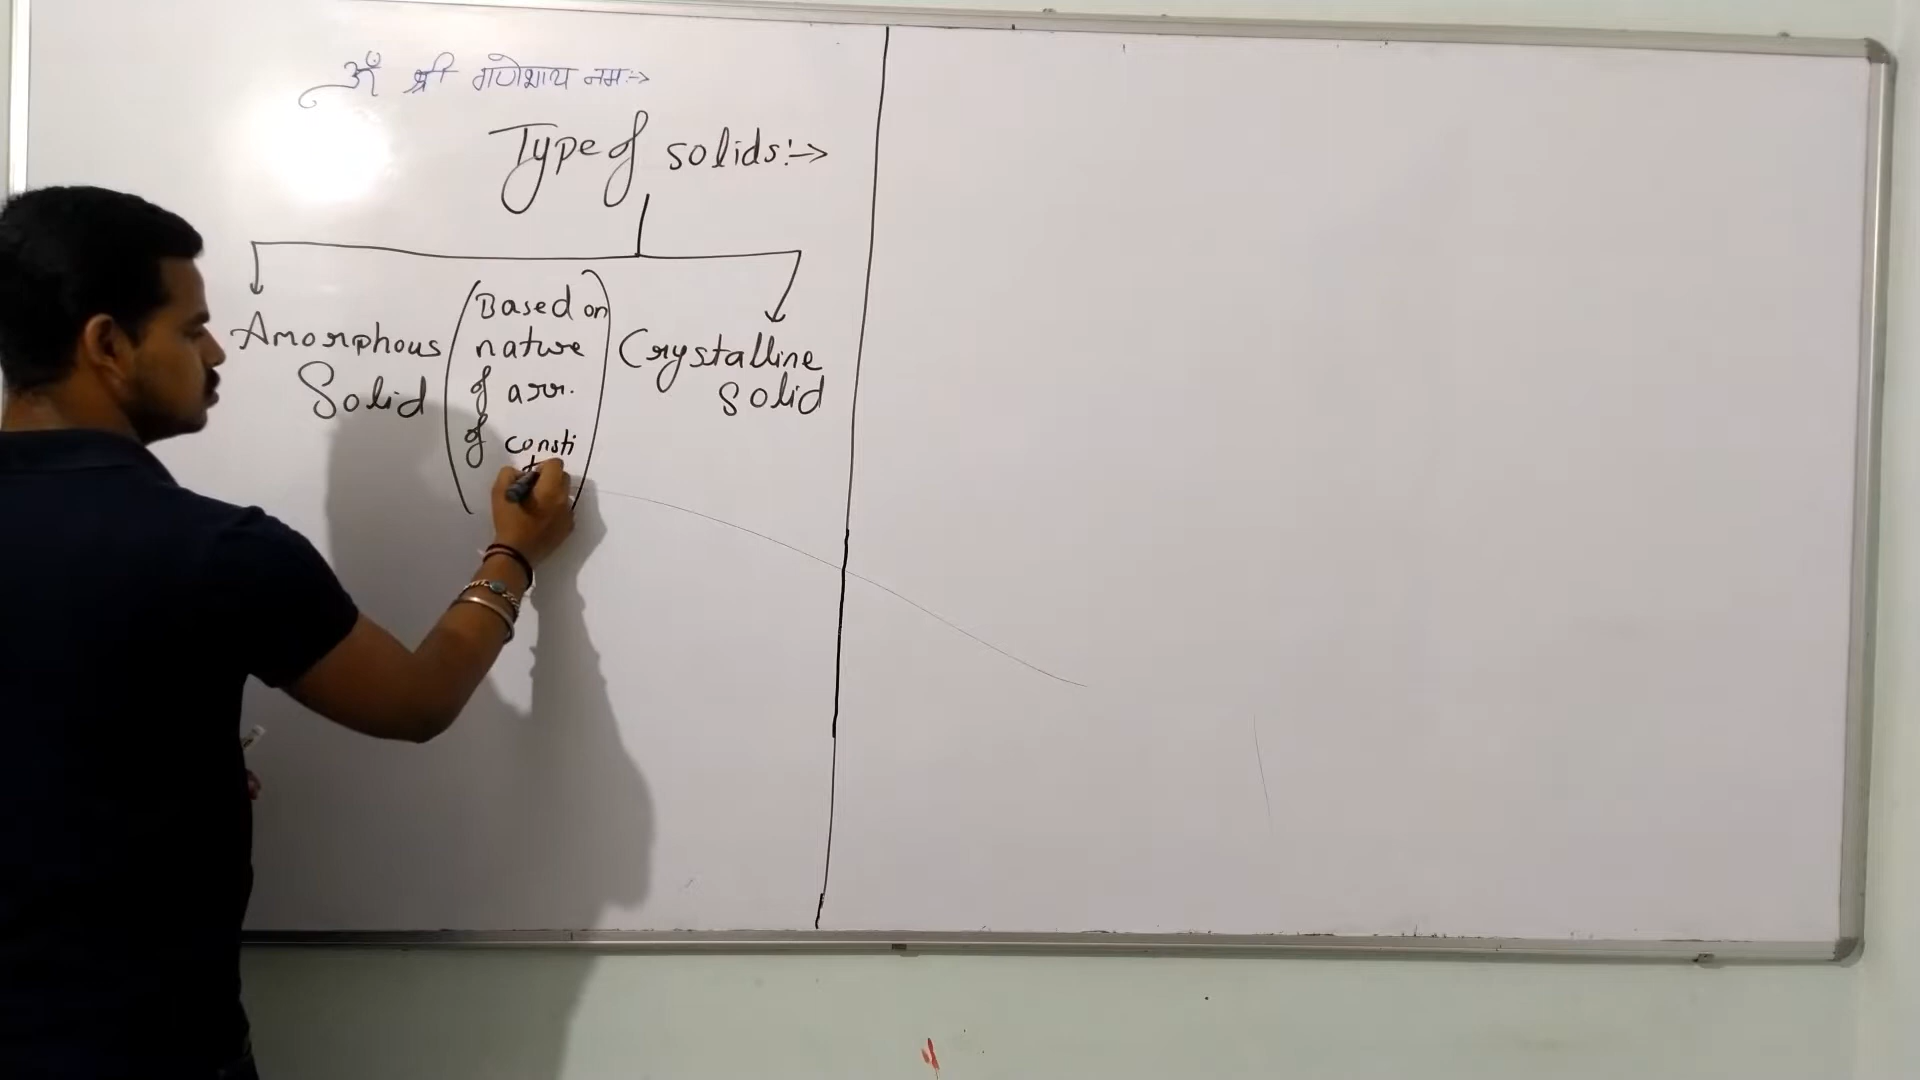 ॐ श्री गणेशाय नमः→
Type of solids:→
Amorphous
Solid
(Based on
nature
of arr.
of consti
t
Crystalline
Solid